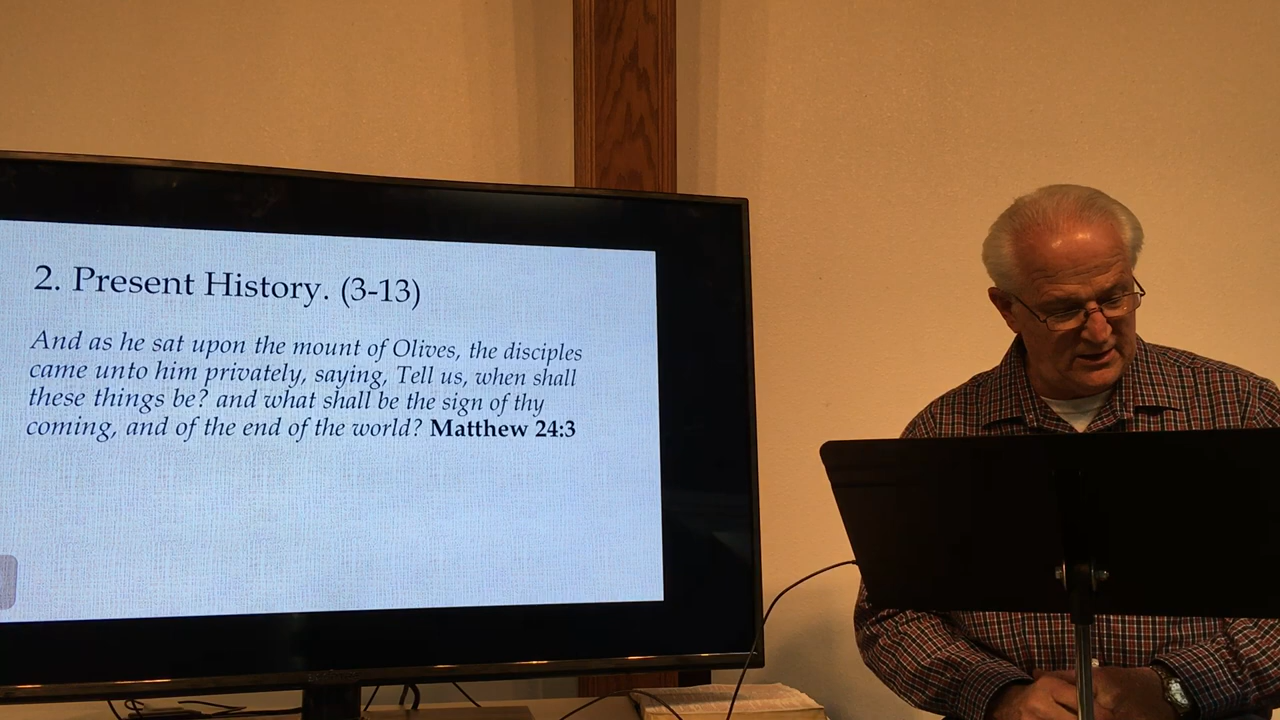 2. Present History. (3-13)
And as he sat upon the mount of Olives, the disciples
came unto him privately, saying, Tell us, when shall
these things be? and what shall be the sign of thy
coming, and of the end of the world? Matthew 24:3